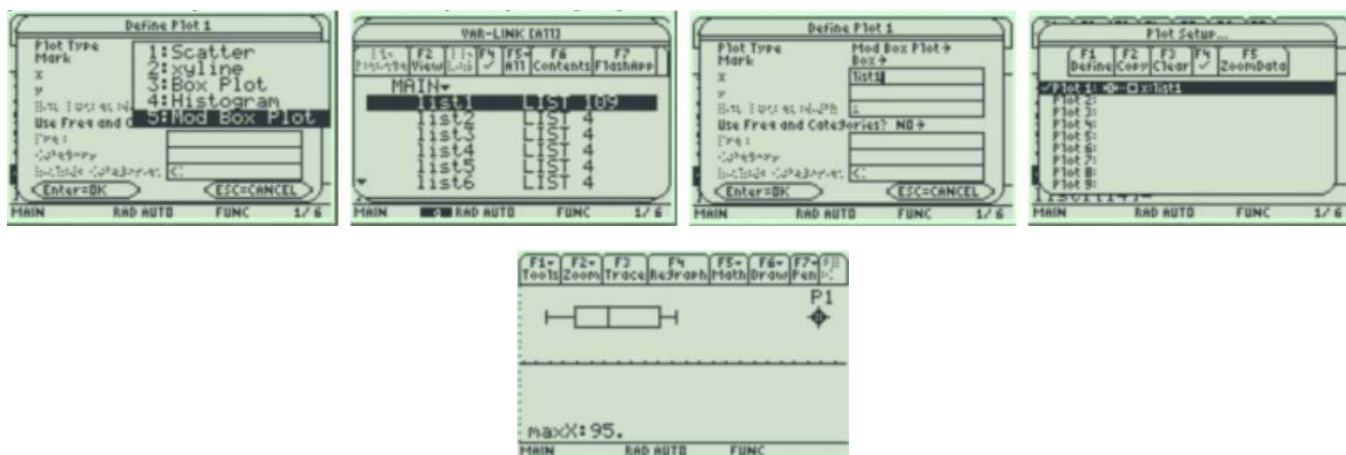 Define Plot 1
Plot Type
Mark
x
y
Use Freq and C
1:Scatter
2:xyline
3:Box Plot
4:Histogram
5:Mod Box Plot
Enter=OK
ESC=CANCEL
MAIN RAD AUTO FUNC 1/6
VAR-LINK [All]
F2 F4 F5 F6 F7
View ✓ All Contents FlashApp
MAIN
list1 LIST 109
list2 LIST 4
list3 LIST 4
list4 LIST 4
list5 LIST 4
list6 LIST 4
MAIN RAD AUTO FUNC 1/6
Define Plot 1
Plot Type Mod Box Plot→
Mark Box→
x list1
y
Use Freq and Categories? NO→
Enter=OK
ESC=CANCEL
MAIN RAD AUTO FUNC 1/6
Plot Setup...
F1 F2 F3 F4 F5
Define Copy Clear ✓ ZoomData
✓Plot 1: x:list1
Plot 2:
Plot 3:
Plot 4:
Plot 5:
Plot 6:
Plot 7:
Plot 8:
Plot 9:
MAIN RAD AUTO FUNC 1/6
F1 F2 F3 F4 F5 F6 F7
Tools Zoom Trace Regraph Math Draw Pen
P1
maxX:95.
MAIN RAD AUTO FUNC